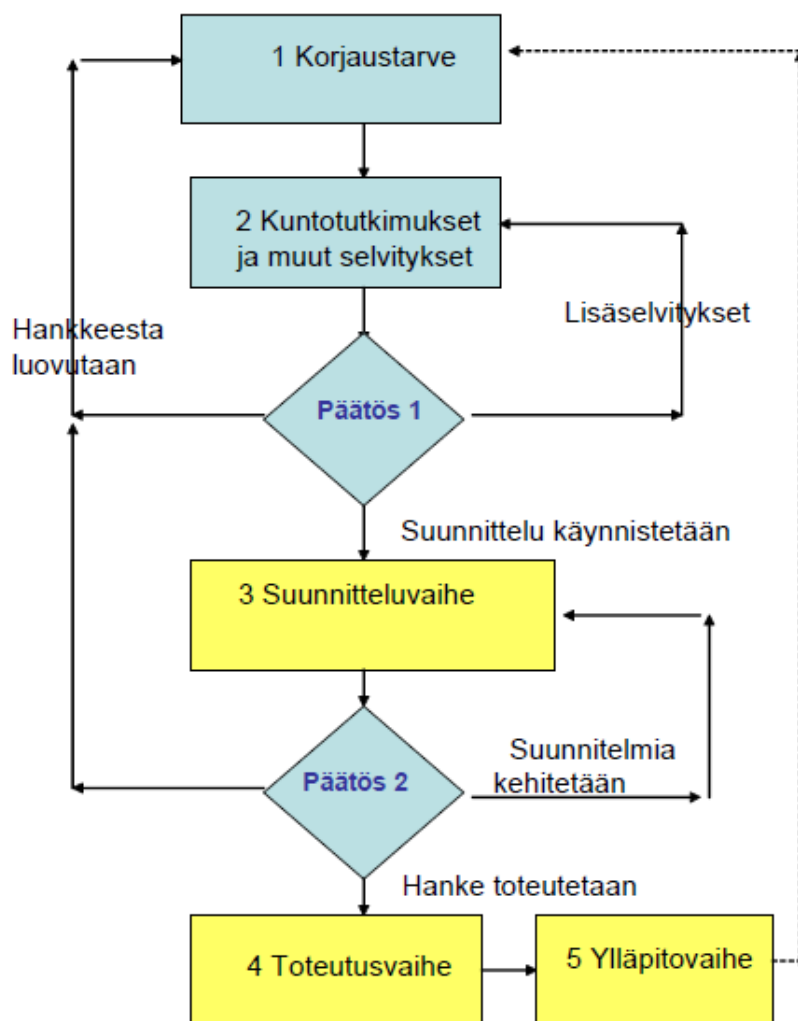 1 Korjaustarve
2 Kuntotutkimukset
ja muut selvitykset
Hankkeesta
luovutaan
Lisäselvitykset
Päätös 1
Suunnittelu käynnistetään
3 Suunnitteluvaihe
Suunnitelmia
kehitetään
Päätös 2
Hanke toteutetaan
4 Toteutusvaihe
5 Ylläpitovaihe